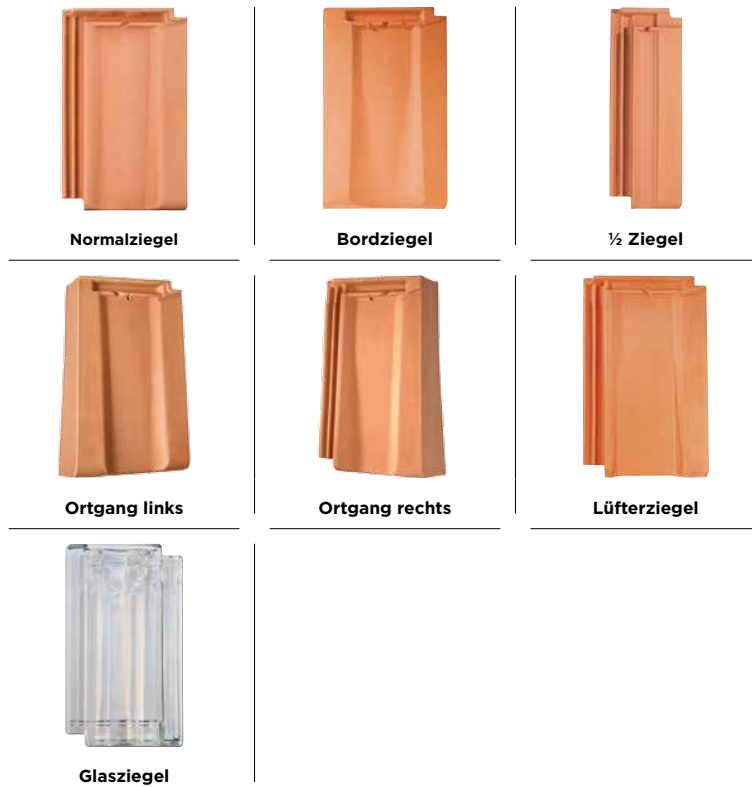 Normalziegel
Bordziegel
½ Ziegel
Ortgang links
Ortgang rechts
Lüfterziegel
Glasziegel